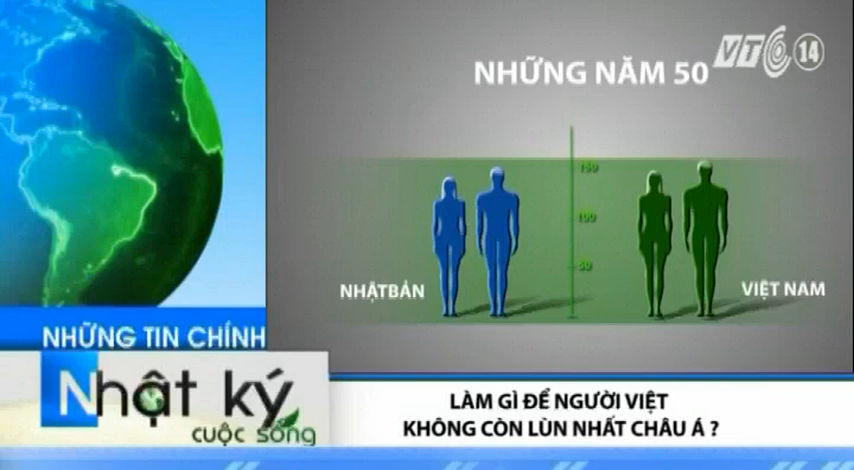 NHỮNG NĂM 50
VTC 14
150
100
50
NHẬTBẢN
VIỆT NAM
NHỮNG TIN CHÍNH
Nhật ký
cuộc sống
LÀM GÌ ĐỂ NGƯỜI VIỆT
KHÔNG CÒN LÙN NHẤT CHÂU Á ?